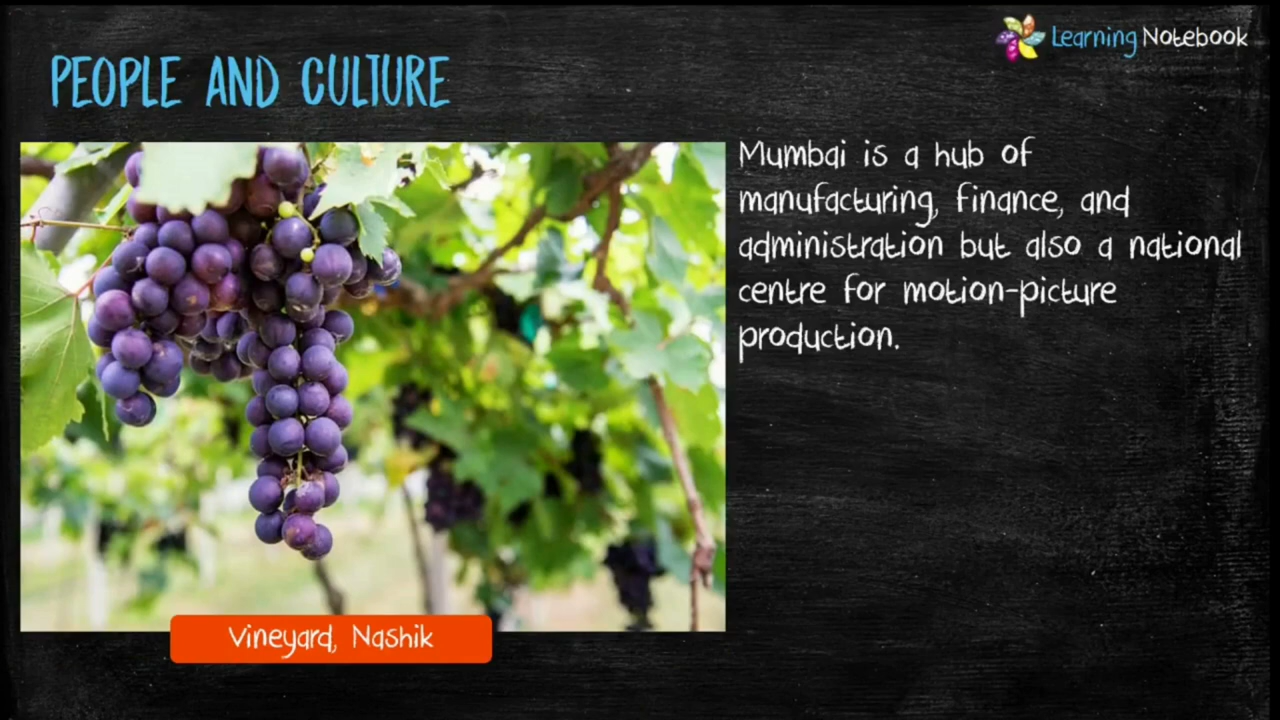 Learning Notebook
PEOPLE AND CULTURE
Mumbai is a hub of
manufacturing, finance, and
administration but also a national
centre for motion-picture
production.
Vineyard, Nashik